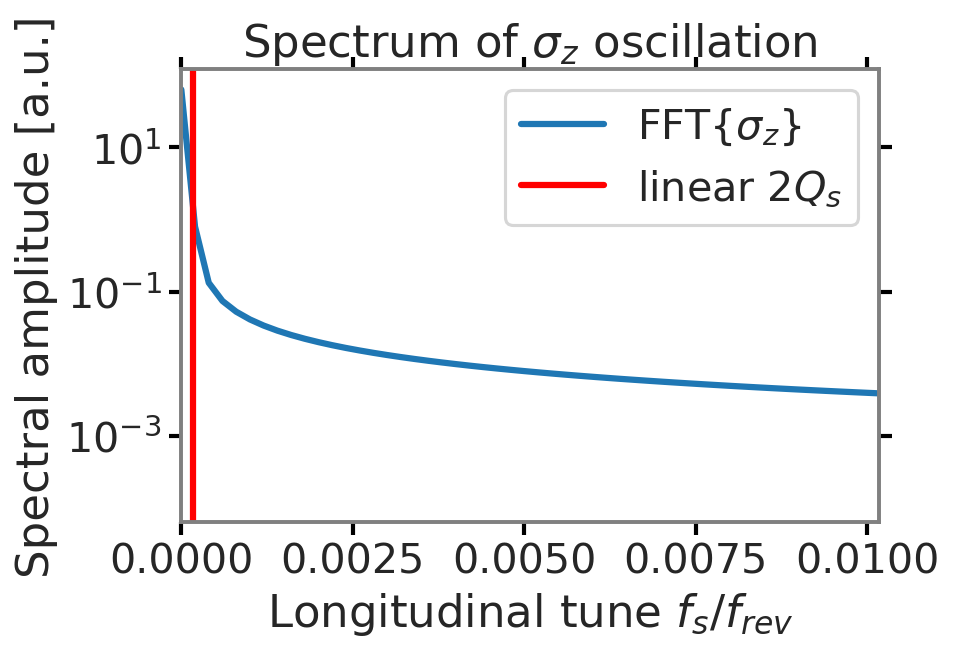 Spectrum of σ_z oscillation
Spectral amplitude [a.u.]
10^1
10^-1
10^-3
FFT{σ_z}
linear 2Q_s
0.0000 0.0025 0.0050 0.0075 0.0100
Longitudinal tune f_s/f_rev